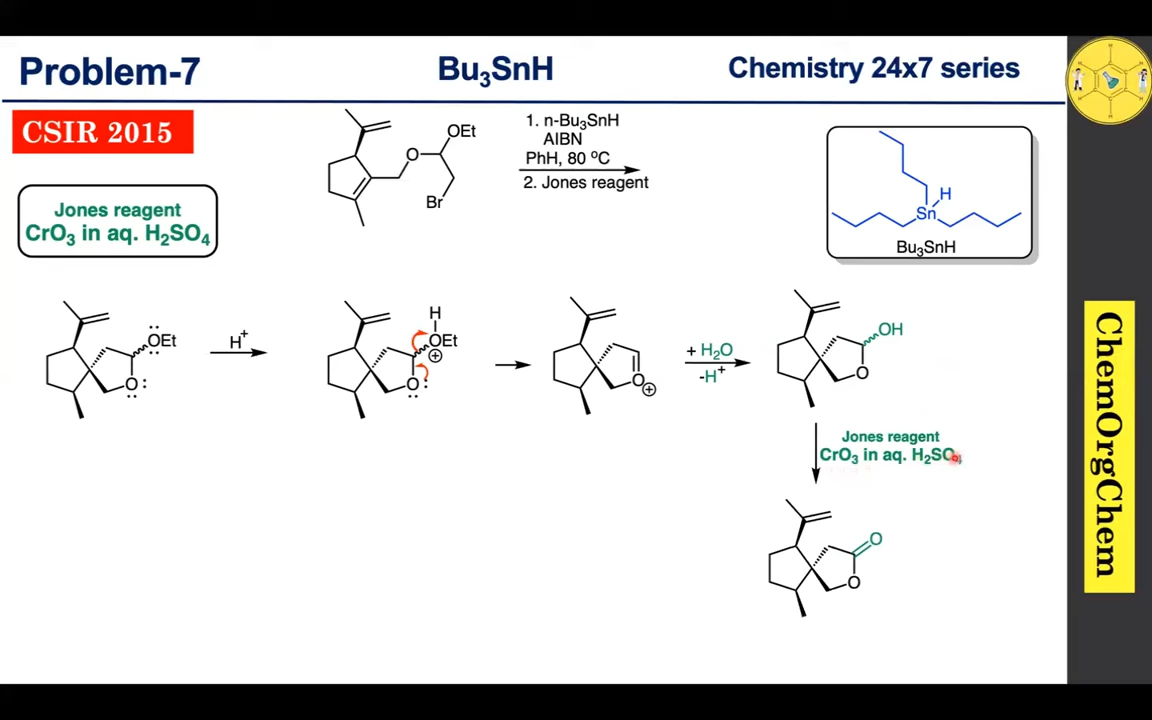 Problem-7
Bu3SnH
Chemistry 24x7 series
CSIR 2015
Jones reagent
CrO3 in aq. H2SO4
OEt
O
Br
1. n-Bu3SnH
AIBN
PhH, 80 ºC
2. Jones reagent
H
Sn
Bu3SnH
OEt
O
H+
H
OEt
O
O
+ H2O
-H+
OH
O
Jones reagent
CrO3 in aq. H2SO4
O
O
ChemOrgChem